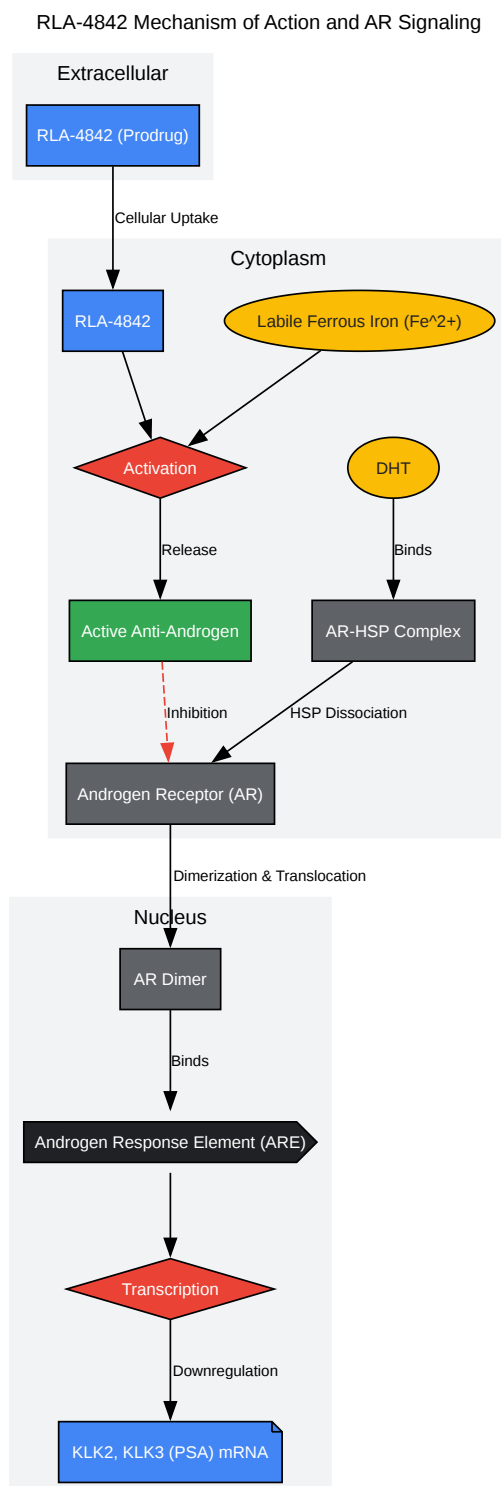 RLA-4842 Mechanism of Action and AR Signaling
Extracellular
RLA-4842 (Prodrug)
Cellular Uptake
Cytoplasm
RLA-4842
Labile Ferrous Iron (Fe^2+)
Activation
DHT
Release
Binds
Active Anti-Androgen
AR-HSP Complex
Inhibition
HSP Dissociation
Androgen Receptor (AR)
Dimerization & Translocation
Nucleus
AR Dimer
Binds
Androgen Response Element (ARE)
Transcription
Downregulation
KLK2, KLK3 (PSA) mRNA